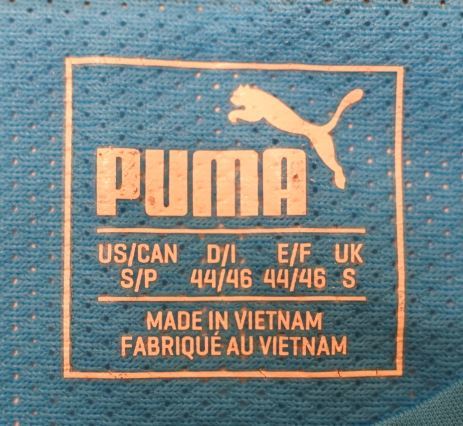 PUMA
US/CAN D/I E/F UK
S/P 44/46 44/46 S
MADE IN VIETNAM
FABRIQUÉ AU VIETNAM